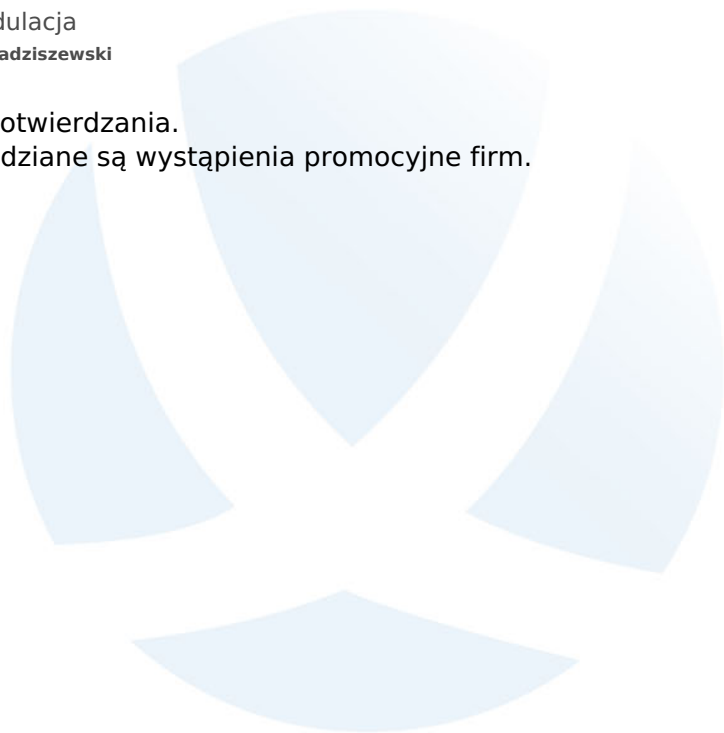 dulacja
adziszewski
otwierdzania.
dziane są wystąpienia promocyjne firm.